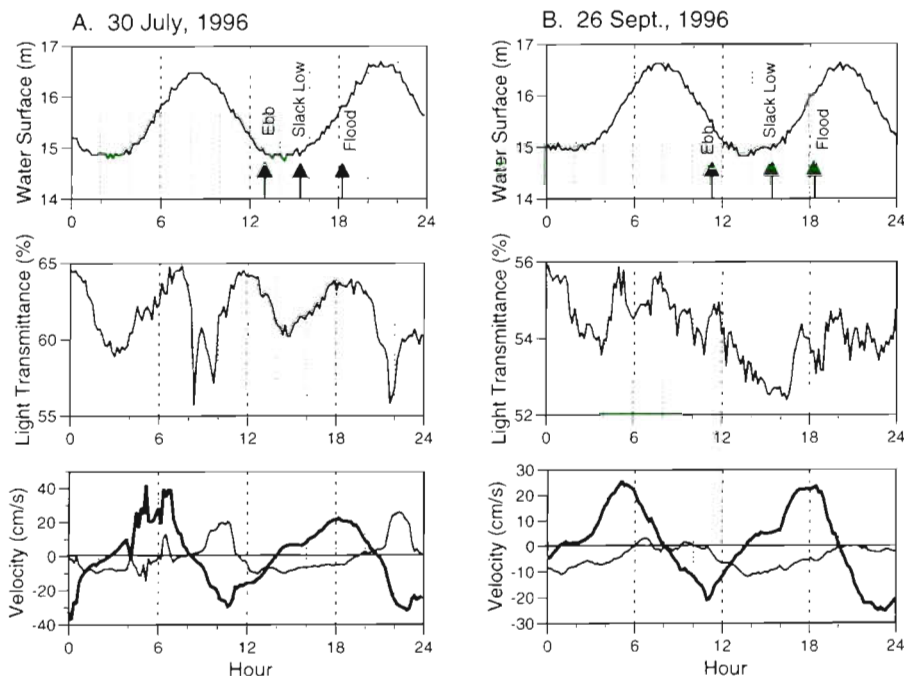 A. 30 July, 1996
Water Surface (m)
17
16
15
14
Ebb
Slack Low
Flood
0 6 12 18 24
Light Transmittance (%)
65
60
55
0 6 12 18 24
Velocity (cm/s)
40
20
0
-20
-40
0 6 12 18 24
Hour
B. 26 Sept., 1996
Water Surface (m)
17
16
15
14
Ebb
Slack Low
Flood
0 6 12 18 24
Light Transmittance (%)
56
54
52
0 6 12 18 24
Velocity (cm/s)
30
20
10
0
-10
-20
-30
0 6 12 18 24
Hour